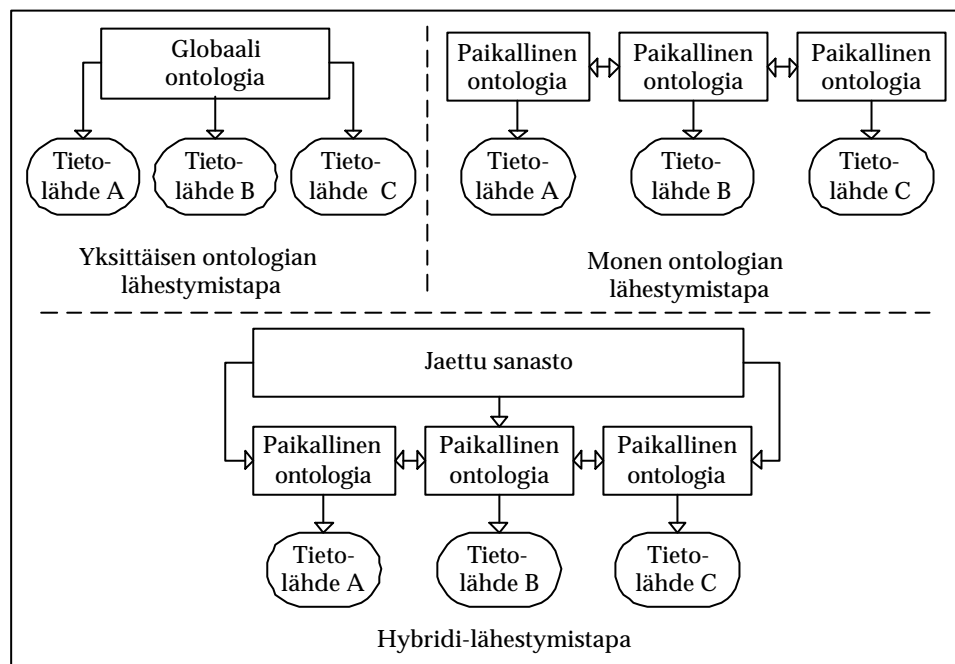 Globaali
ontologia
Tieto-
lähde A
Tieto-
lähde B
Tieto-
lähde C
Yksittäisen ontologian
lähestymistapa
Paikallinen
ontologia
Paikallinen
ontologia
Paikallinen
ontologia
Tieto-
lähde A
Tieto-
lähde B
Tieto-
lähde C
Monen ontologian
lähestymistapa
Jaettu sanasto
Paikallinen
ontologia
Paikallinen
ontologia
Paikallinen
ontologia
Tieto-
lähde A
Tieto-
lähde B
Tieto-
lähde C
Hybridi-lähestymistapa